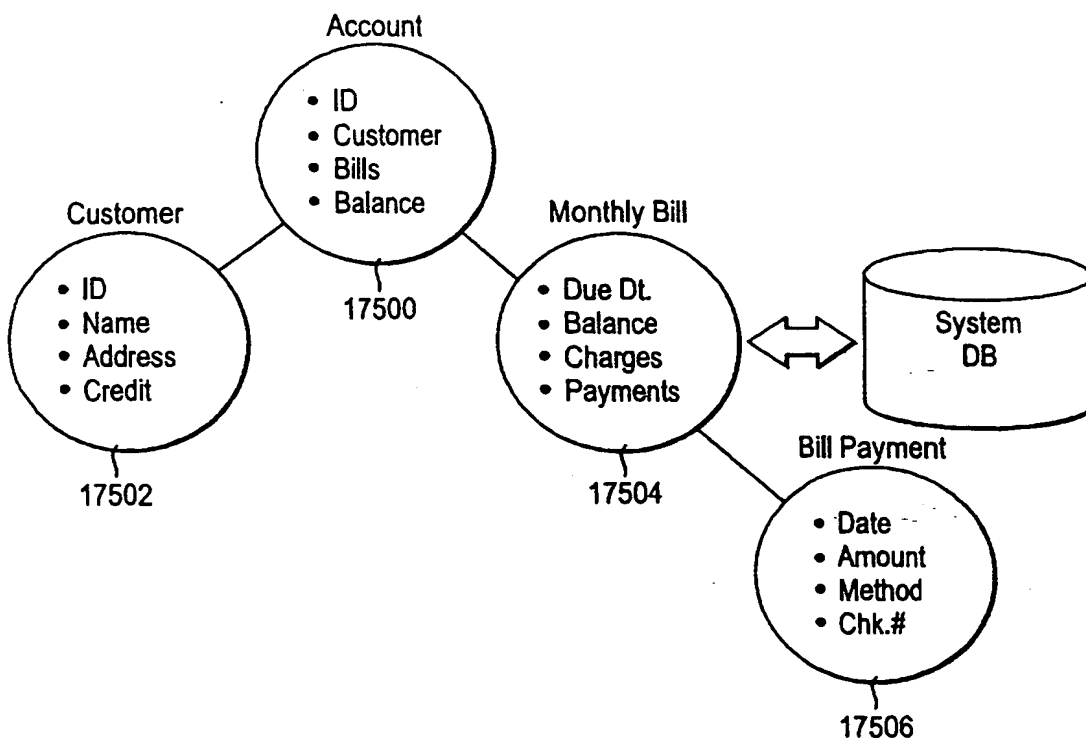 Account
• ID
• Customer
• Bills
• Balance
17500
Customer
• ID
• Name
• Address
• Credit
17502
Monthly Bill
• Due Dt.
• Balance
• Charges
• Payments
17504
System
DB
Bill Payment
• Date
• Amount
• Method
• Chk.#
17506